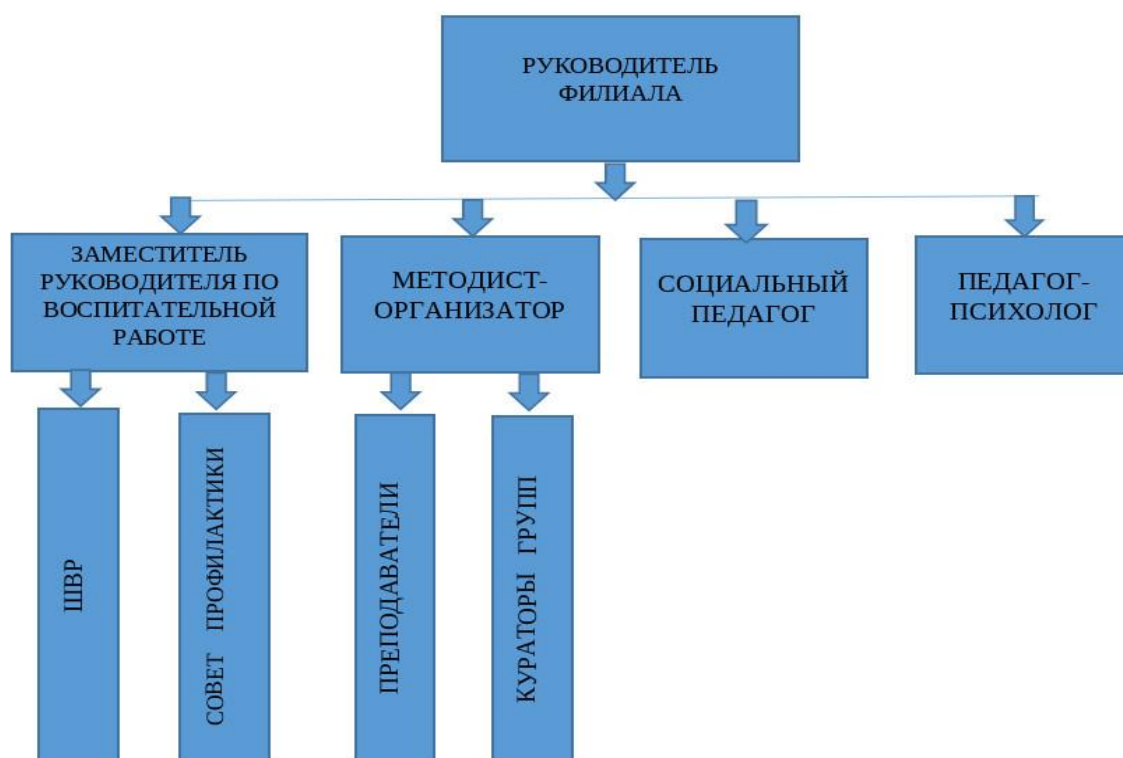 РУКОВОДИТЕЛЬ
ФИЛИАЛА
ЗАМЕСТИТЕЛЬ
РУКОВОДИТЕЛЯ ПО
ВОСПИТАТЕЛЬНОЙ
РАБОТЕ
МЕТОДИСТ-
ОРГАНИЗАТОР
СОЦИАЛЬНЫЙ
ПЕДАГОГ
ПЕДАГОГ-
ПСИХОЛОГ
ШВР
СОВЕТ ПРОФИЛАКТИКИ
ПРЕПОДАВАТЕЛИ
КУРАТОРЫ ГРУПП